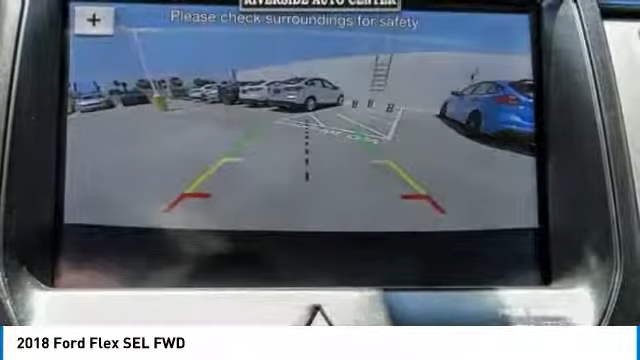 RIVERSIDE AUTO CENTER
Please check surroundings for safety
+
2018 Ford Flex SEL FWD